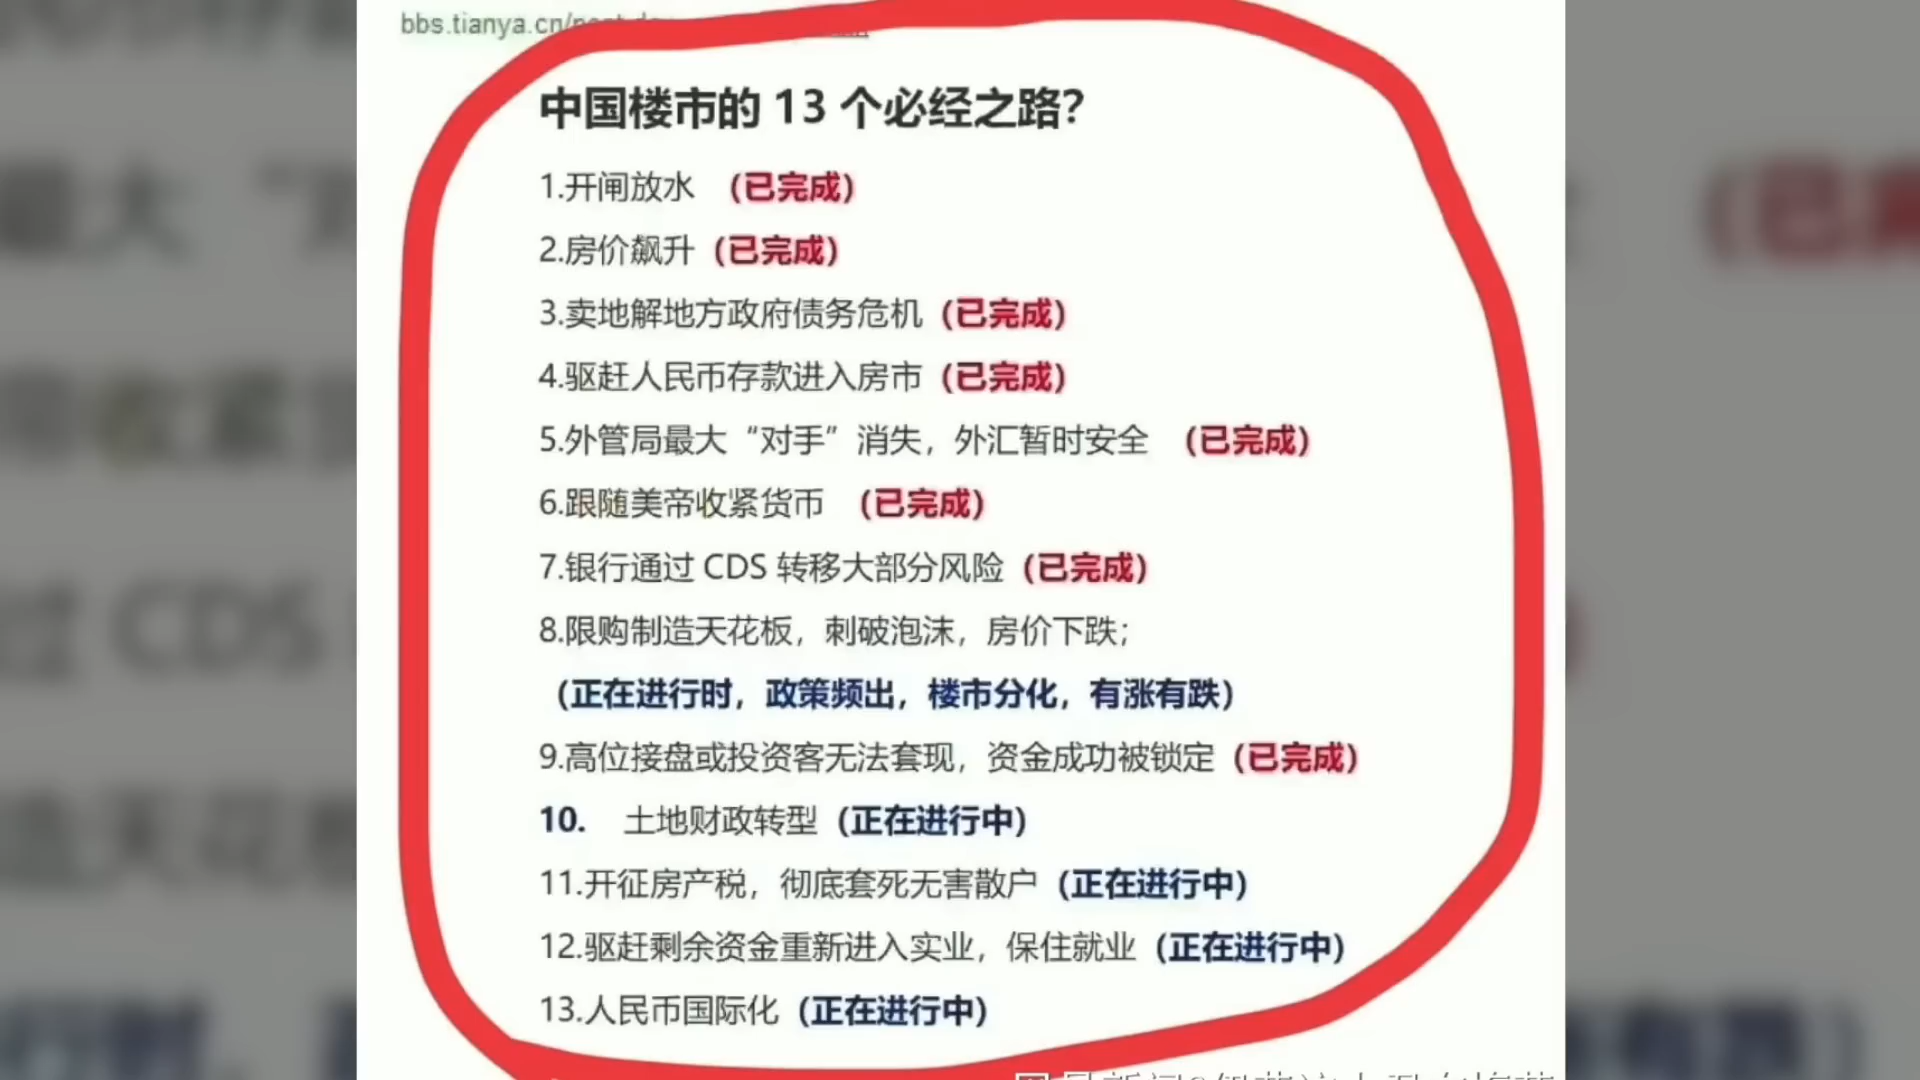 bbs.tianya.cn/
中国楼市的 13 个必经之路?
1.开闸放水 (已完成)
2.房价飙升 (已完成)
3.卖地解地方政府债务危机 (已完成)
4.驱赶人民币存款进入房市 (已完成)
5.外管局最大“对手”消失，外汇暂时安全 (已完成)
6.跟随美帝收紧货币 (已完成)
7.银行通过 CDS 转移大部分风险 (已完成)
8.限购制造天花板，刺破泡沫，房价下跌;
(正在进行时，政策频出，楼市分化，有涨有跌)
9.高位接盘或投资客无法套现，资金成功被锁定 (已完成)
10. 土地财政转型 (正在进行中)
11.开征房产税，彻底套死无害散户 (正在进行中)
12.驱赶剩余资金重新进入实业，保住就业 (正在进行中)
13.人民币国际化 (正在进行中)